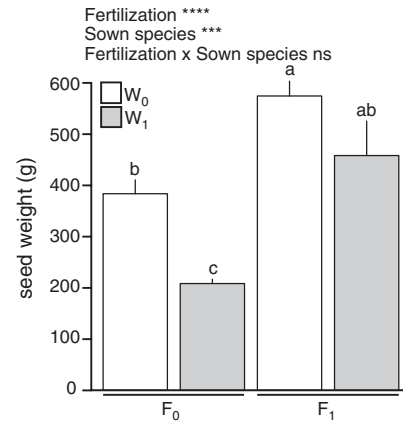 Fertilization ****
Sown species ***
Fertilization x Sown species ns
a
600
W0
W1
ab
500
b
400
seed weight (g)
300
c
200
100
0
F0
F1